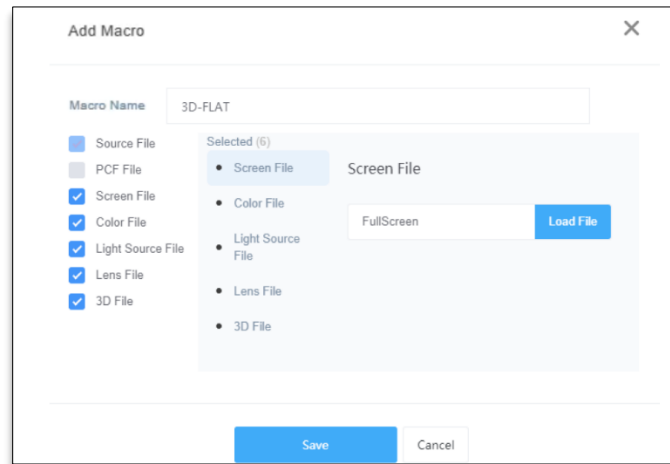 Add Macro
Macro Name
3D-FLAT
Source File
PCF File
Screen File
Color File
Light Source File
Lens File
3D File
Selected (6)
Screen File
Color File
Light Source
File
Lens File
3D File
Screen File
FullScreen
Load File
Save
Cancel